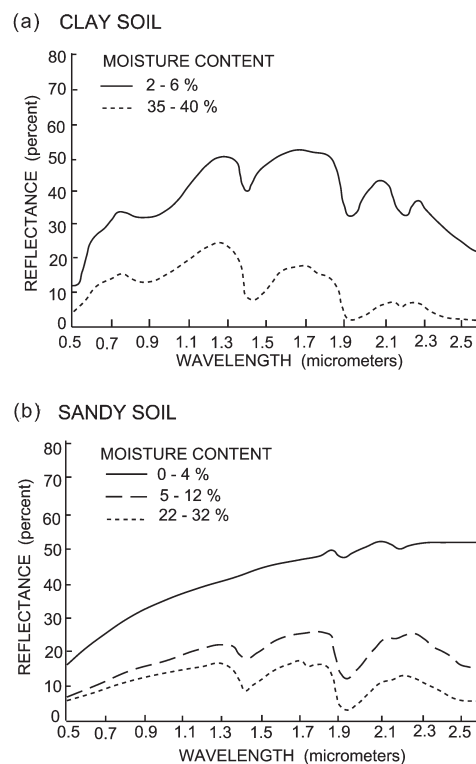 (a) CLAY SOIL
MOISTURE CONTENT
2 - 6 %
35 - 40 %
REFLECTANCE (percent)
80
70
60
50
40
30
20
10
0
0.5 0.7 0.9 1.1 1.3 1.5 1.7 1.9 2.1 2.3 2.5
WAVELENGTH (micrometers)
(b) SANDY SOIL
MOISTURE CONTENT
0 - 4 %
5 - 12 %
22 - 32 %
REFLECTANCE (percent)
80
70
60
50
40
30
20
10
0
0.5 0.7 0.9 1.1 1.3 1.5 1.7 1.9 2.1 2.3 2.5
WAVELENGTH (micrometers)